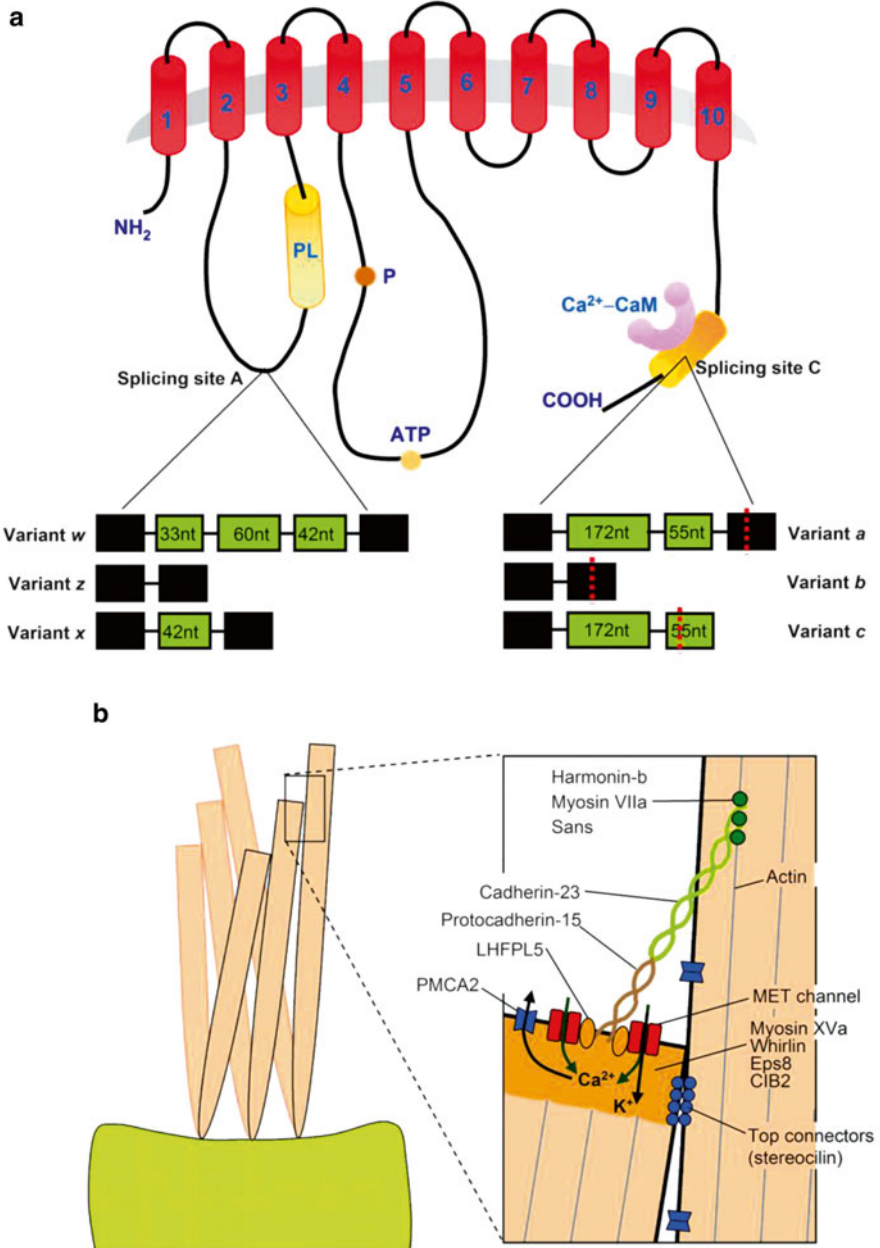 a
1 2 3 4 5 6 7 8 9 10
NH2
PL
P
Ca²⁺–CaM
Splicing site A
Splicing site C
COOH
ATP
Variant w 33nt 60nt 42nt
172nt 55nt Variant a
Variant z
Variant b
Variant x 42nt
172nt 55nt Variant c
b
Harmonin-b
Myosin VIIa
Sans
Actin
Cadherin-23
Protocadherin-15
LHFPL5
PMCA2
MET channel
Myosin XVa
Whirlin
Eps8
CIB2
Ca²⁺
K⁺
Top connectors
(stereocilin)